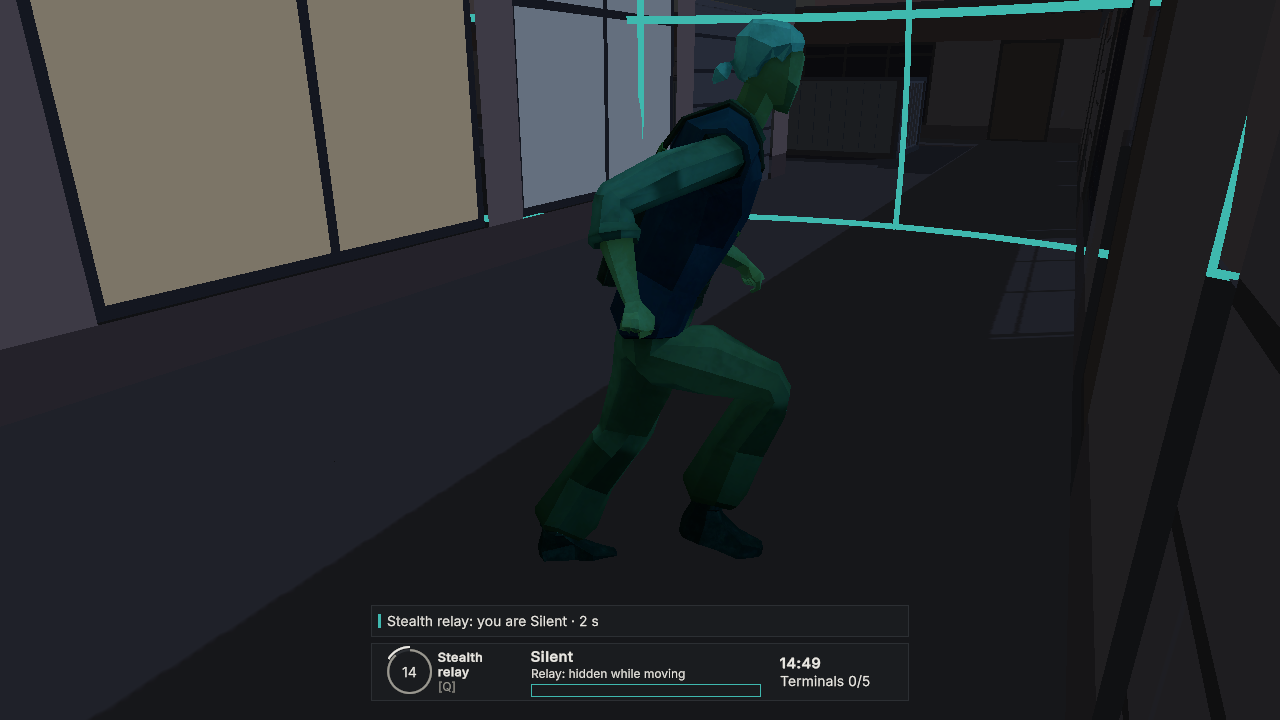 Stealth relay: you are Silent · 2 s
14
Stealth
relay
[Q]
Silent
Relay: hidden while moving
14:49
Terminals 0/5